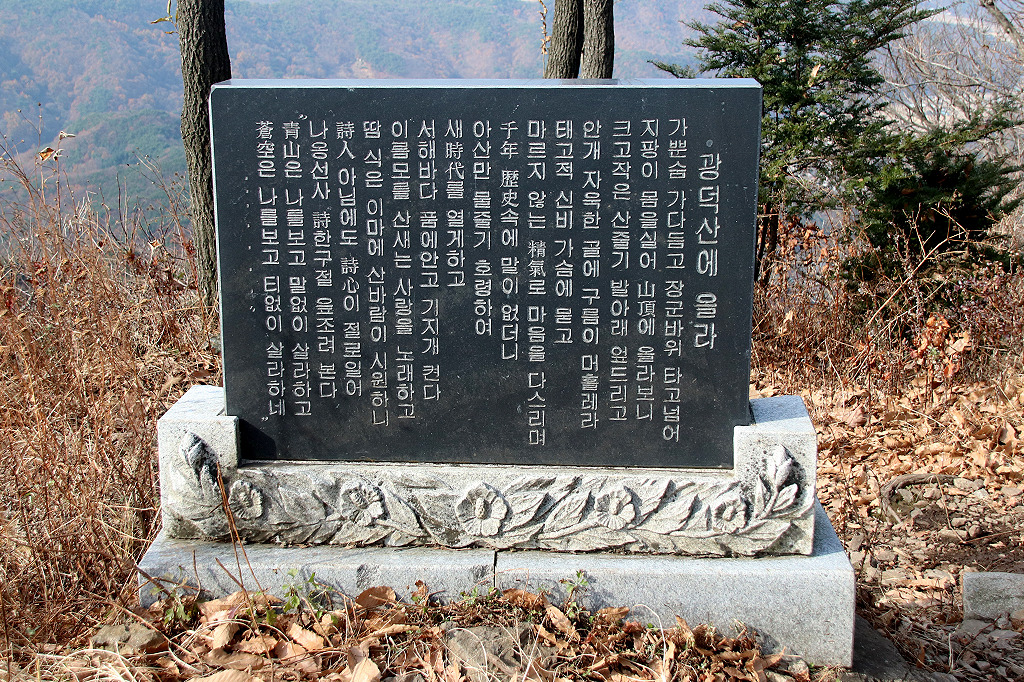 광덕산에 올라
가뿐숨 가다듬고 장군바위 타고넘어
지팡이 몸을실어 山頂에 올라보니
크고작은 산줄기 발아래 엎드리고
안개 자욱한 골에 구름이 머흘레라
태고적 신비 가슴에 묻고
마르지 않는 精氣로 마음을 다스리며
千年 歷史속에 말이 없더니
아산만 물줄기 호령하여
새 時代를 열게하고
서해바다 품에안고 기지개 켠다
이름모를 산새는 사랑을 노래하고
땀 식은 이마에 산바람이 시원하니
詩人 아님에도 詩心이 절로일어
나옹선사 詩한구절 읊조려 본다
"青山은 나를보고 말없이 살라하고
蒼空은 나를보고 티없이 살라하네"